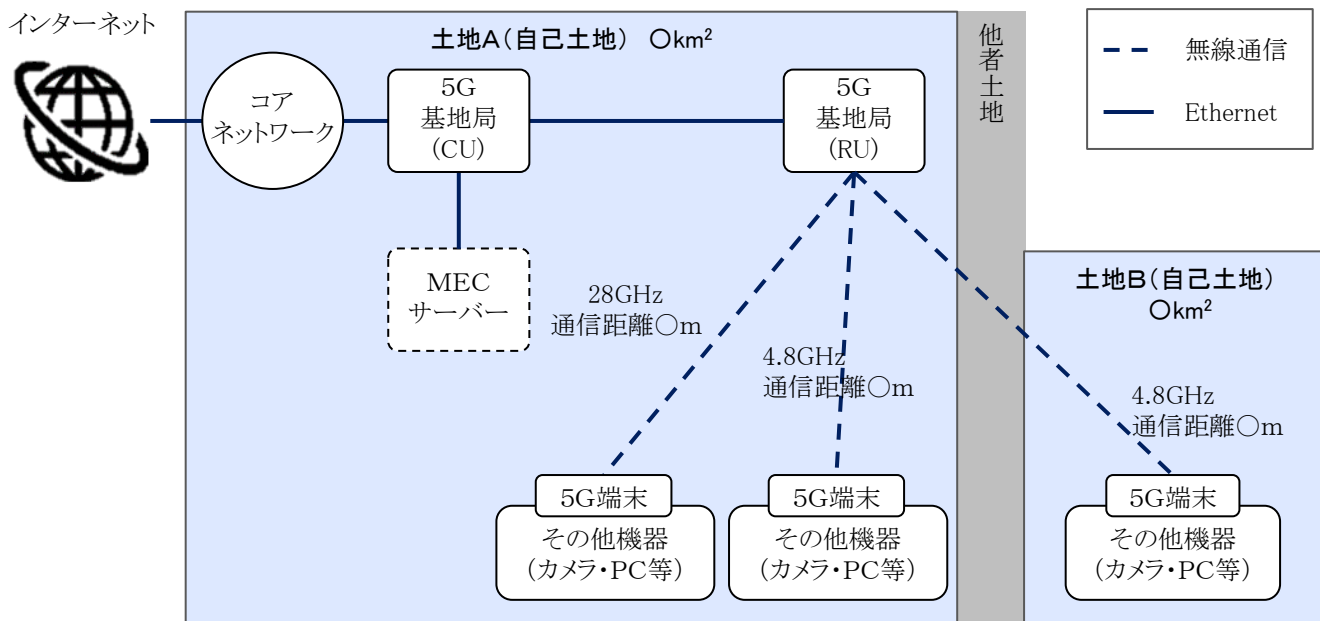 インターネット
土地A(自己土地) ○km²
他者土地
無線通信
Ethernet
コア
ネットワーク
5G
基地局
(CU)
5G
基地局
(RU)
MEC
サーバー
28GHz
通信距離○m
4.8GHz
通信距離○m
土地B(自己土地)
○km²
4.8GHz
通信距離○m
5G端末
その他機器
(カメラ・PC等)
5G端末
その他機器
(カメラ・PC等)
5G端末
その他機器
(カメラ・PC等)